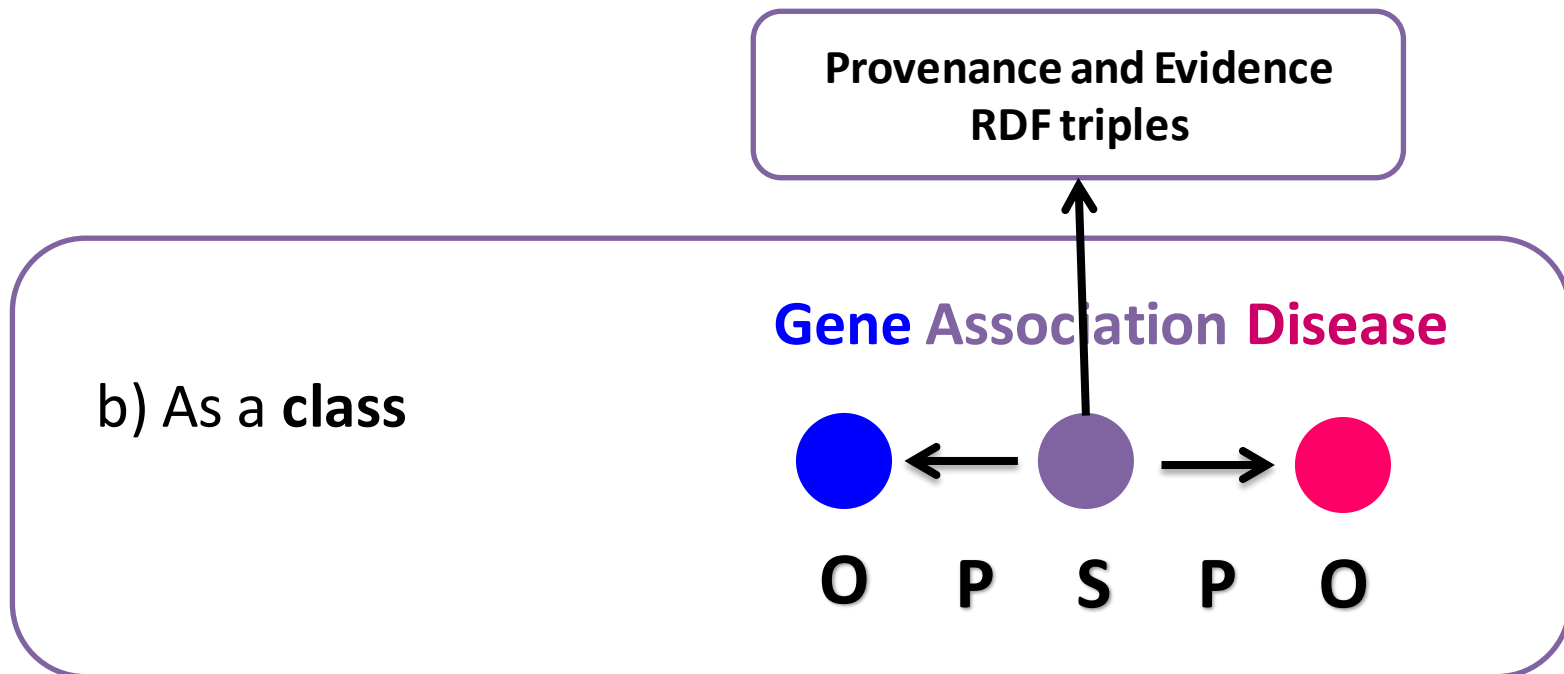 Provenance and Evidence
RDF triples
Gene Association Disease
b) As a class
O P S P O